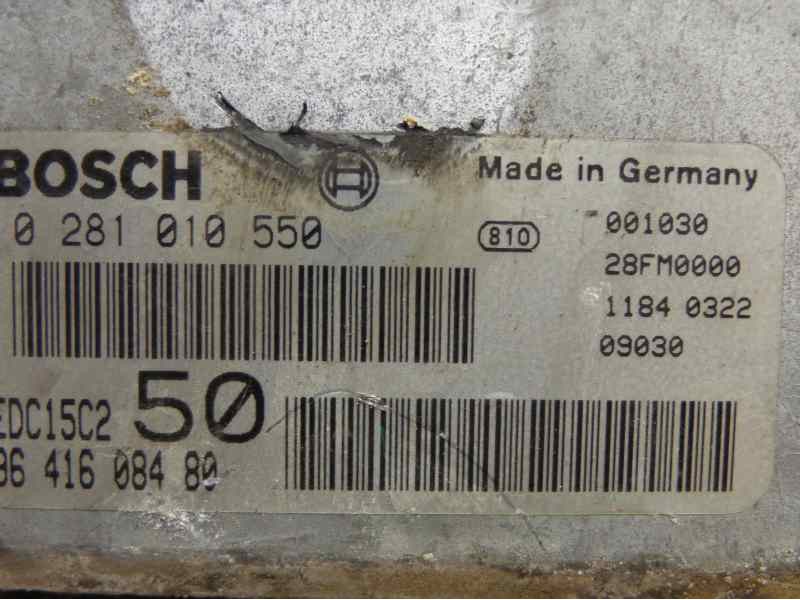 BOSCH
Made in Germany
0 281 010 550
810
001030
28FM0000
1184 0322
09030
EDC15C2 50
96 416 084 80